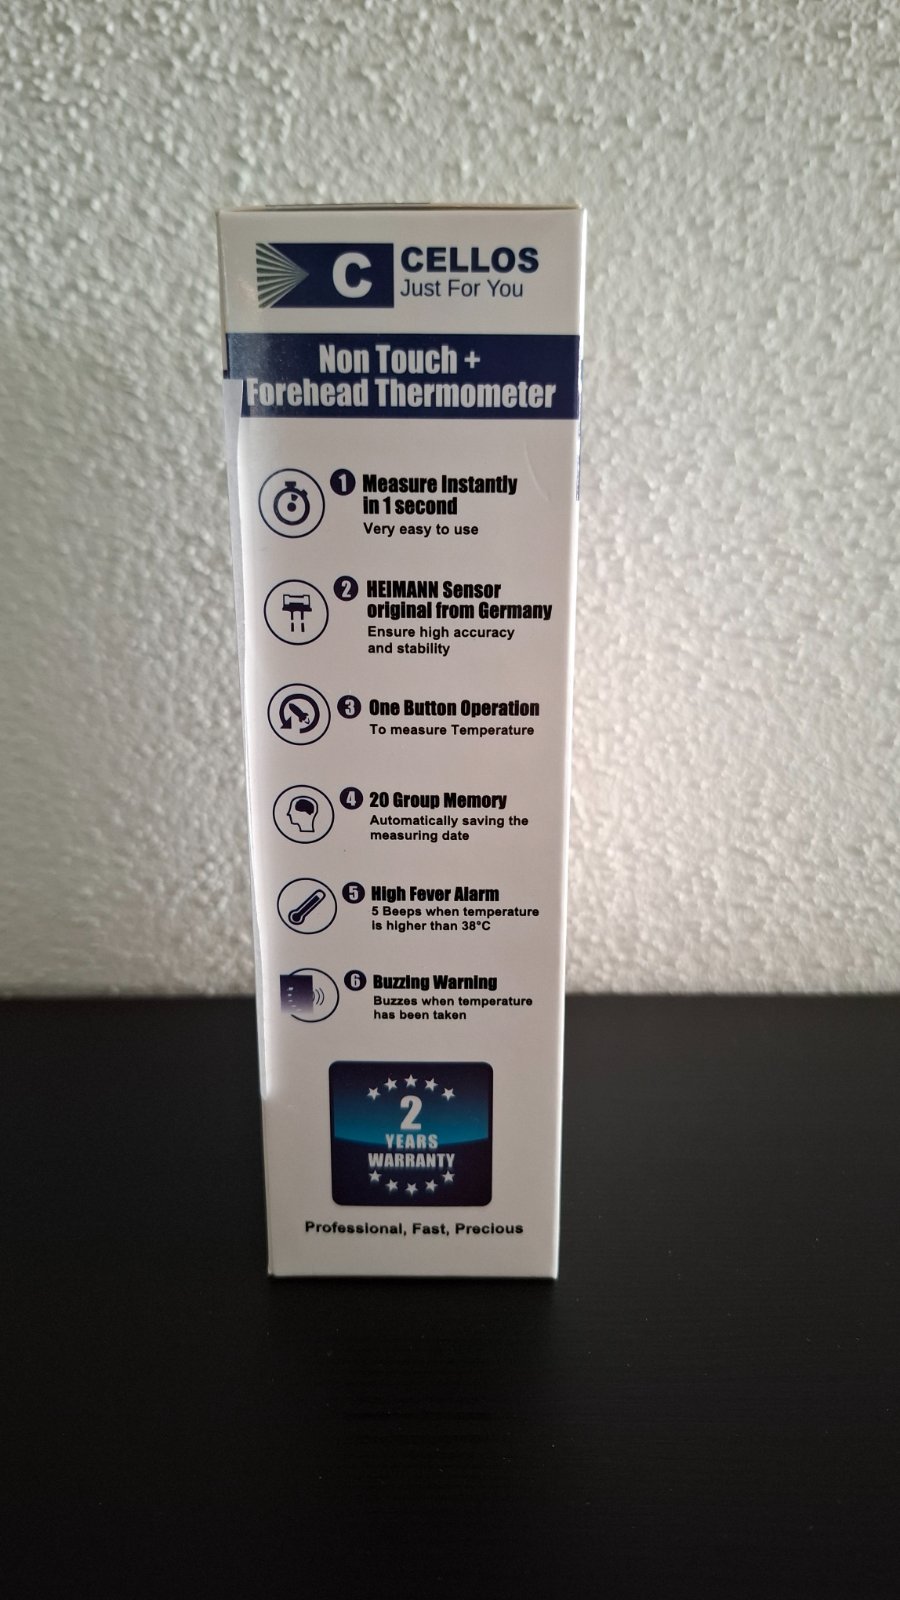 C
CELLOS
Just For You
Non Touch +
Forehead Thermometer
1 Measure Instantly
in 1 second
Very easy to use
2 HEIMANN Sensor
original from Germany
Ensure high accuracy
and stability
3 One Button Operation
To measure Temperature
4 20 Group Memory
Automatically saving the
measuring date
5 High Fever Alarm
5 Beeps when temperature
is higher than 38°C
6 Buzzing Warning
Buzzes when temperature
has been taken
2
YEARS
WARRANTY
Professional, Fast, Precious